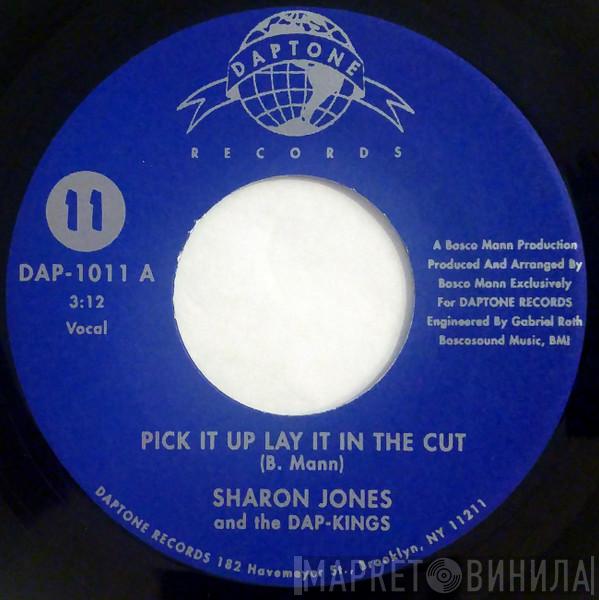 DAPTONE
RECORDS
11
DAP-1011 A
3:12
Vocal
A Bosco Mann Production
Produced And Arranged By
Bosco Mann Exclusively
For DAPTONE RECORDS
Engineered By Gabriel Roth
Boscosound Music, BMI
PICK IT UP LAY IT IN THE CUT
(B. Mann)
SHARON JONES
and the DAP-KINGS
DAPTONE RECORDS 182 Havemeyer St., Brooklyn, NY 11211
МАРКЕТ ВИНИЛА